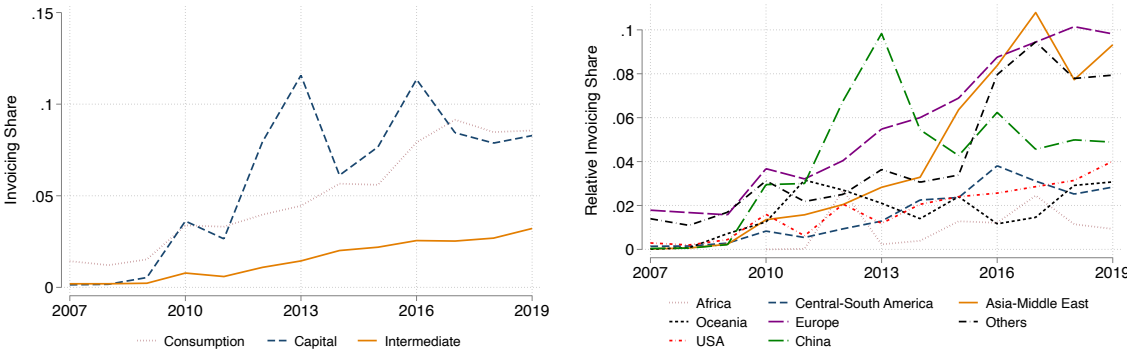 Invoicing Share
.15
.1
.05
0
2007 2010 2013 2016 2019
Consumption Capital Intermediate
Relative Invoicing Share
.1
.08
.06
.04
.02
0
2007 2010 2013 2016 2019
Africa Central-South America Asia-Middle East
Oceania Europe Others
USA China